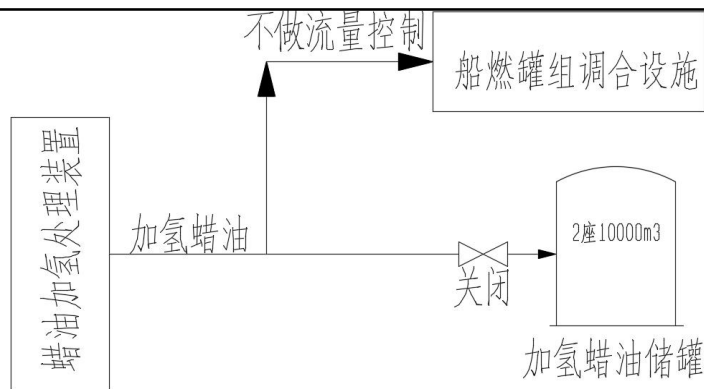 不做流量控制
船燃罐组调合设施
蜡油加氢处理装置
加氢蜡油
2座10000m3
关闭
加氢蜡油储罐